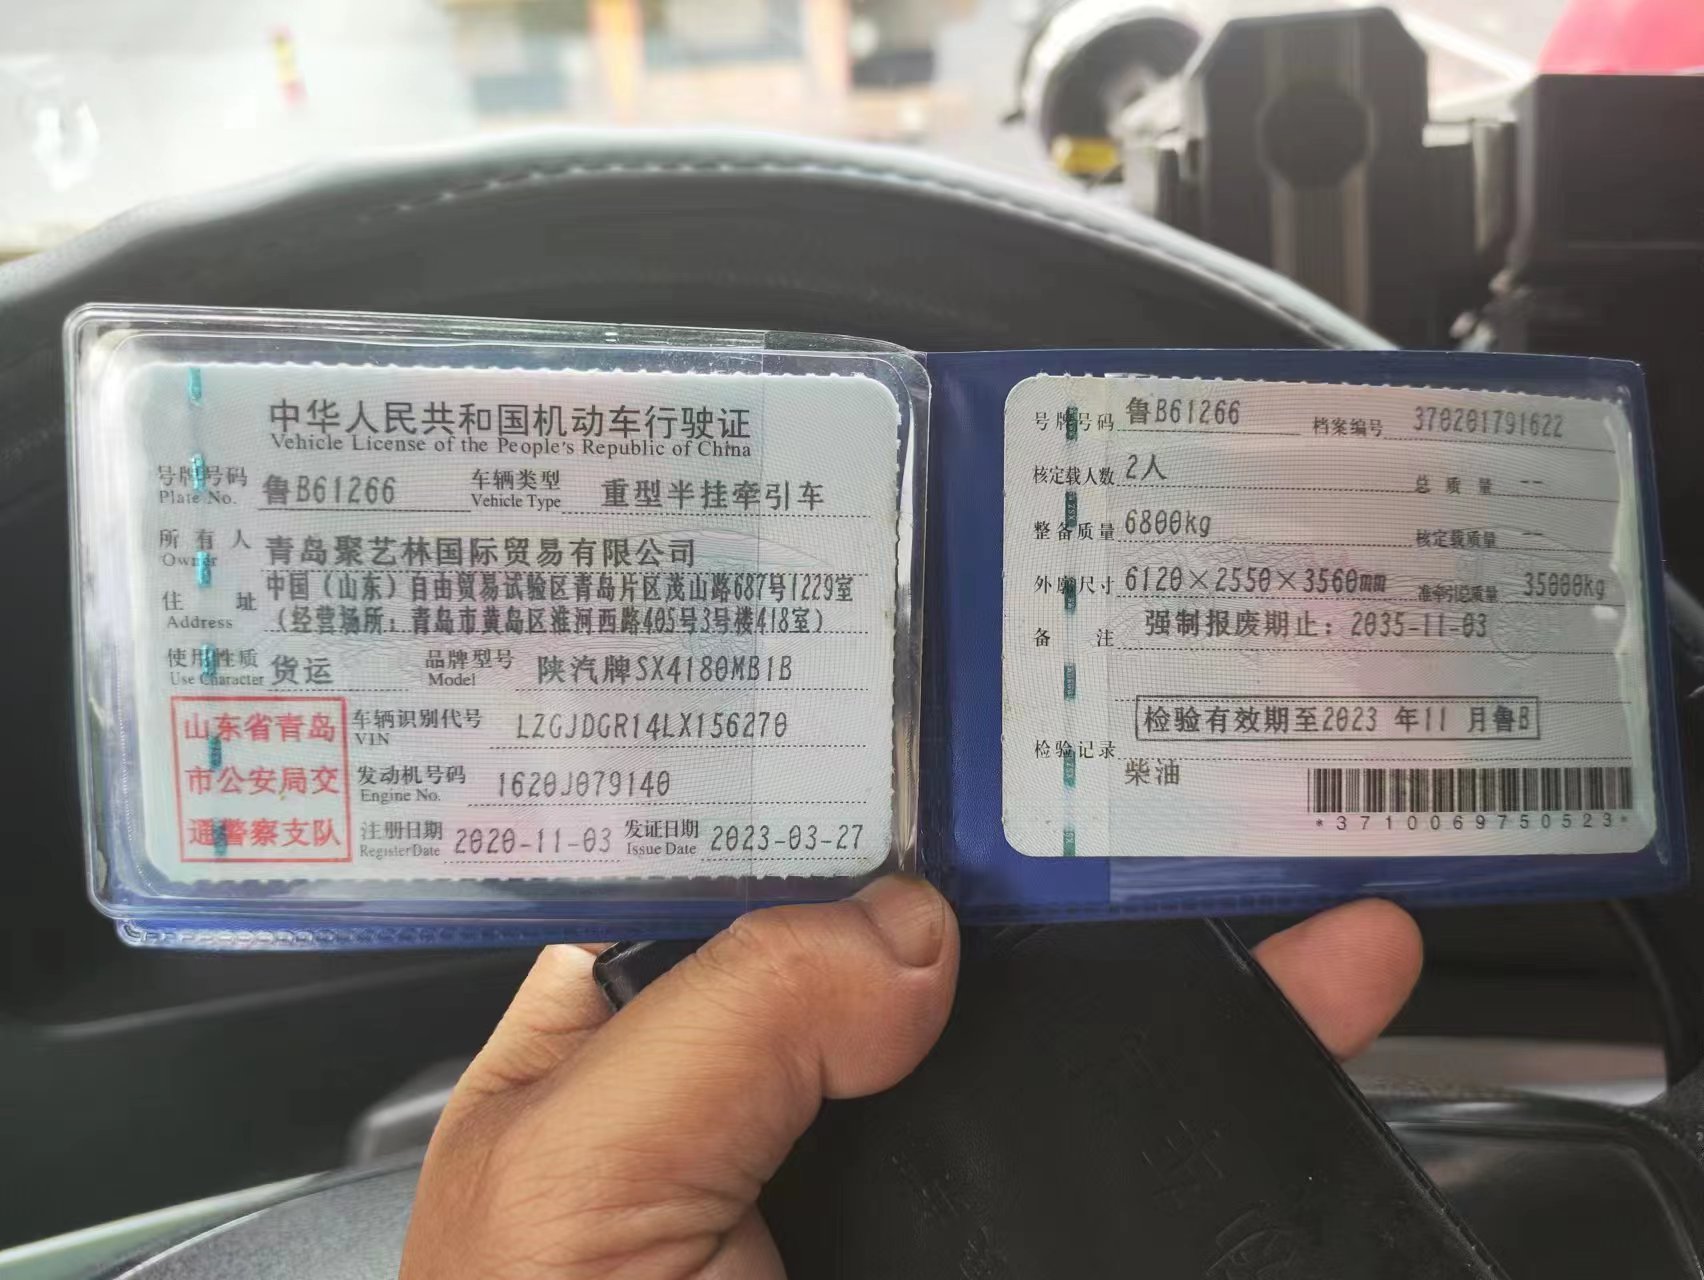 中华人民共和国机动车行驶证
Vehicle License of the People's Republic of China
号牌号码 鲁B61266 车辆类型 重型半挂牵引车
Plate No. Vehicle Type
所有人 青岛聚艺林国际贸易有限公司
Owner
住址 中国（山东）自由贸易试验区青岛片区茂山路687号1229室
Address （经营场所：青岛市黄岛区淮河西路405号3号楼418室）
使用性质 货运 品牌型号 陕汽牌SX4180MB1B
Use Character Model
山东省青岛
市公安局交
通警察支队
车辆识别代号 LZGJDGR14LX156270
VIN
发动机号码 1620J079140
Engine No.
注册日期 2020-11-03 发证日期 2023-03-27
Register Date Issue Date
号牌号码 鲁B61266 档案编号 370201791622
核定载人数 2人 总质量 --
整备质量 6800kg 核定载质量 --
外廓尺寸 6120×2550×3560mm 准牵引总质量 35000kg
备注 强制报废期止：2035-11-03
检验有效期至2023 年11 月鲁B
检验记录
柴油
*3710069750523*